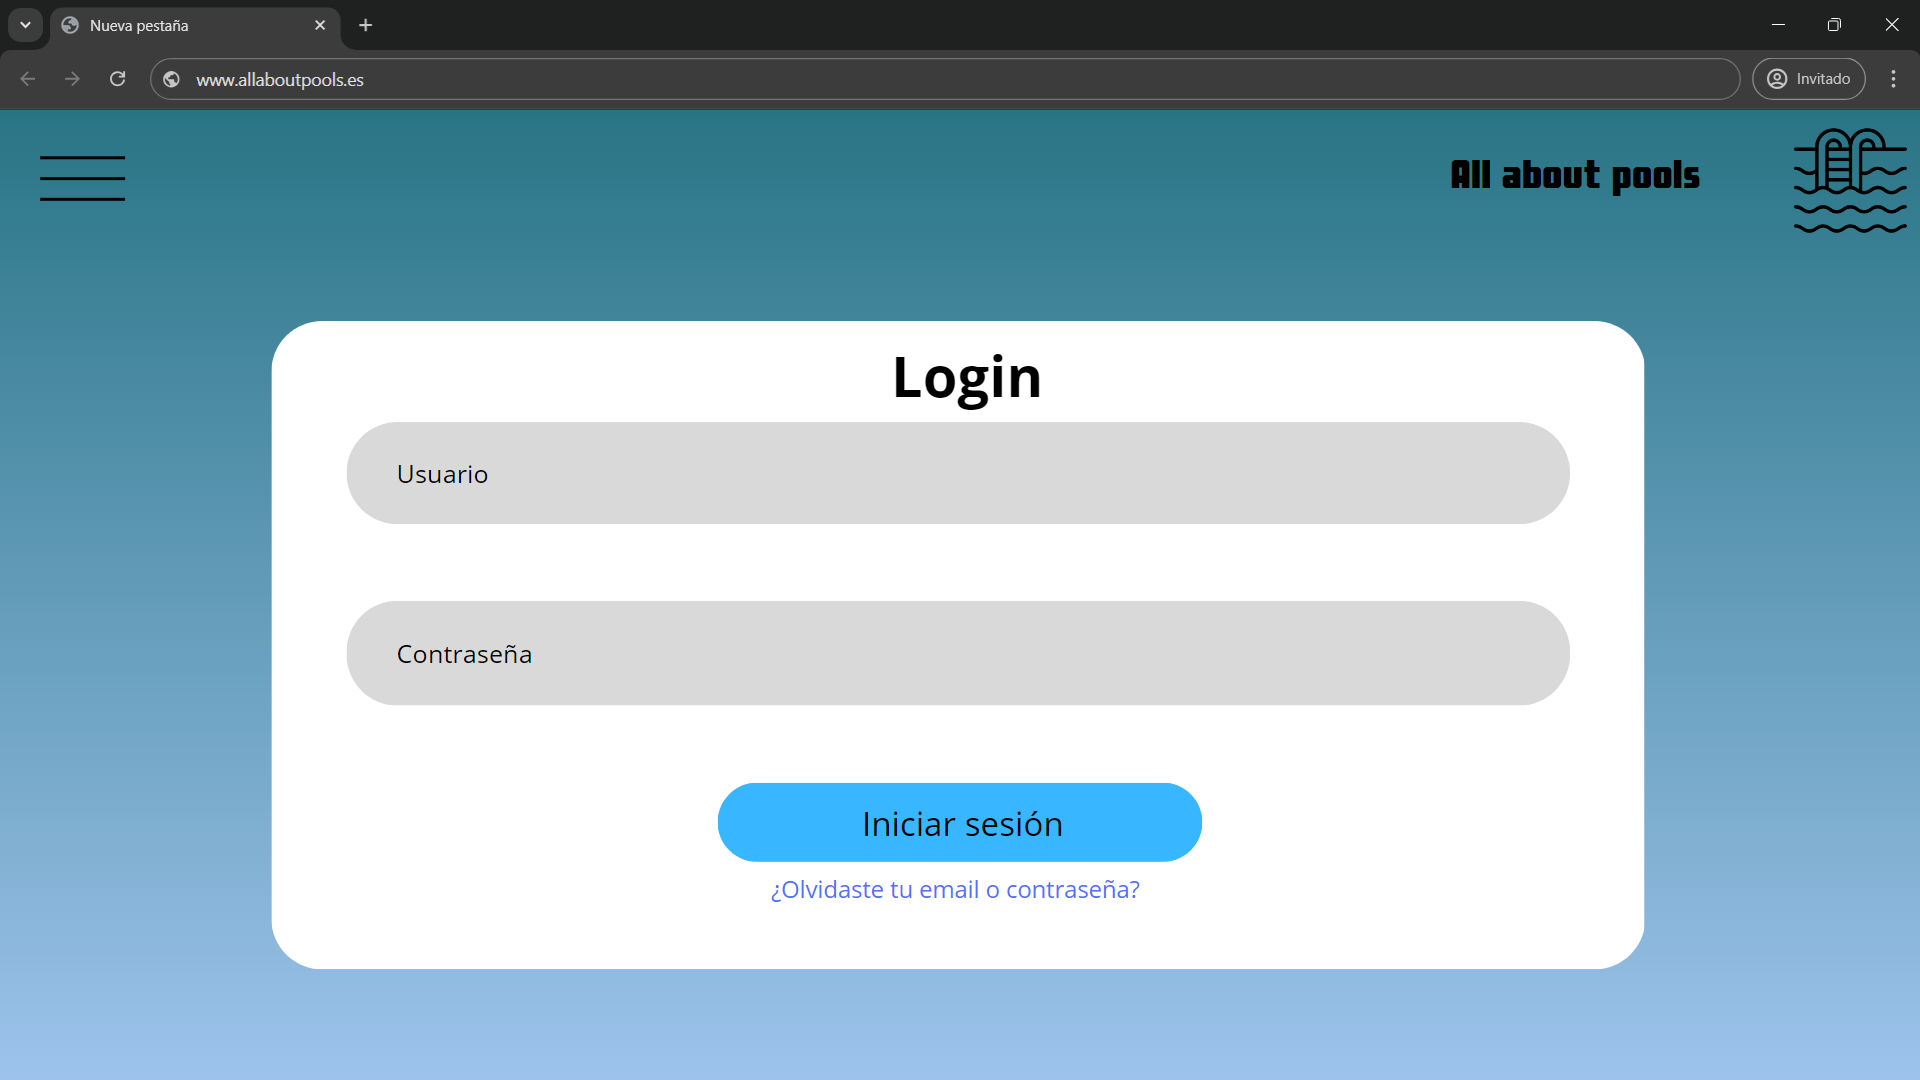 Nueva pestaña
www.allaboutpools.es
Invitado
All about pools
Login
Usuario
Contraseña
Iniciar sesión
¿Olvidaste tu email o contraseña?